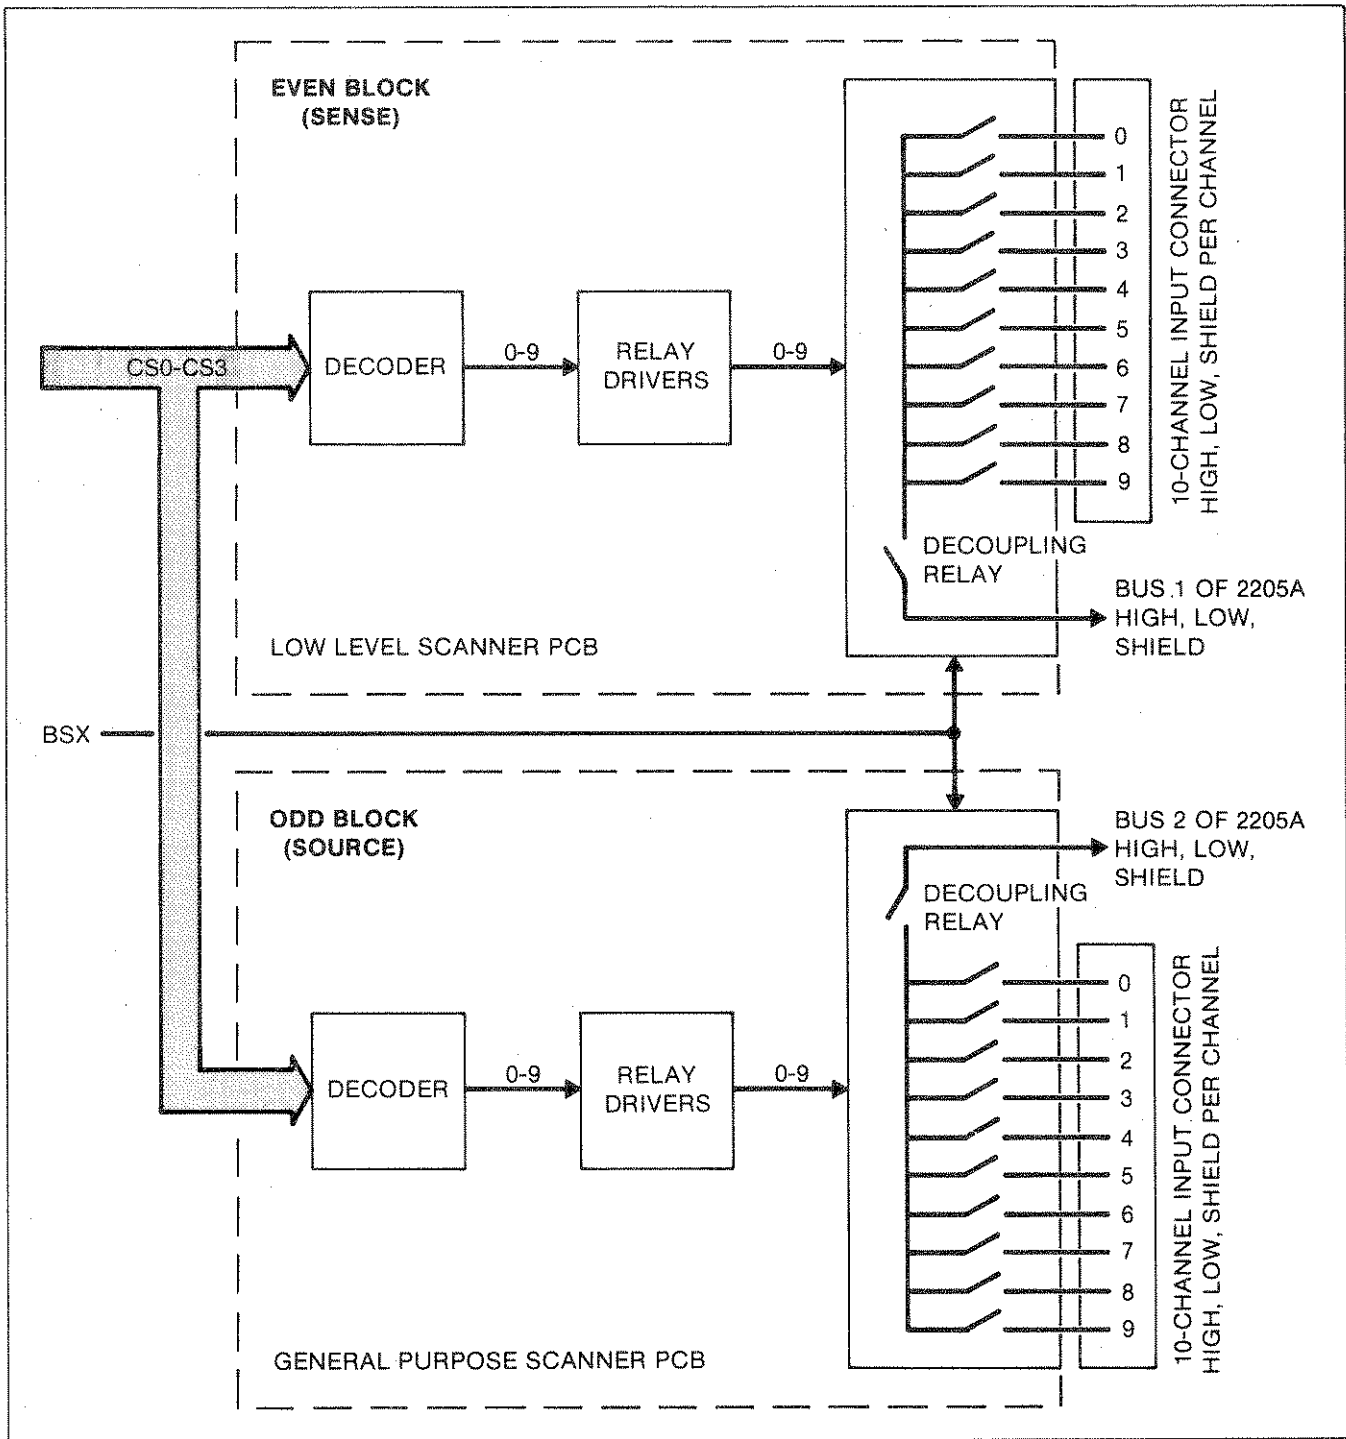 EVEN BLOCK
(SENSE)
CS0-CS3
DECODER
0-9
RELAY
DRIVERS
0-9
0
1
2
3
4
5
6
7
8
9
10-CHANNEL INPUT CONNECTOR
HIGH, LOW, SHIELD PER CHANNEL
DECOUPLING
RELAY
BUS 1 OF 2205A
HIGH, LOW,
SHIELD
LOW LEVEL SCANNER PCB
BSX
ODD BLOCK
(SOURCE)
BUS 2 OF 2205A
HIGH, LOW,
SHIELD
DECOUPLING
RELAY
DECODER
0-9
RELAY
DRIVERS
0-9
0
1
2
3
4
5
6
7
8
9
10-CHANNEL INPUT CONNECTOR
HIGH, LOW, SHIELD PER CHANNEL
GENERAL PURPOSE SCANNER PCB